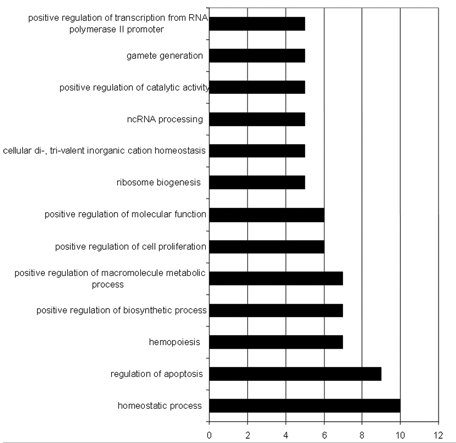 positive regulation of transcription from RNA
polymerase II promoter
gamete generation
positive regulation of catalytic activity
ncRNA processing
cellular di-, tri-valent inorganic cation homeostasis
ribosome biogenesis
positive regulation of molecular function
positive regulation of cell proliferation
positive regulation of macromolecule metabolic
process
positive regulation of biosynthetic process
hemopoiesis
regulation of apoptosis
homeostatic process
0 2 4 6 8 10 12